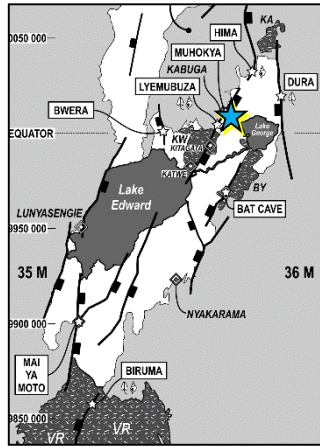 0050 000
KA
HIMA
MUHOKYA
KABUGA
LYEMUBUZA
DURA
BWERA
Lake
George
EQUATOR
KW
KITAGATA
KATWE
Lake
Edward
BY
LUNYASENGIE
9950 000
BAT CAVE
35 M
36 M
NYAKARAMA
9900 000
MAI
YA
MOTO
BIRUMA
9850 000
VR
VR